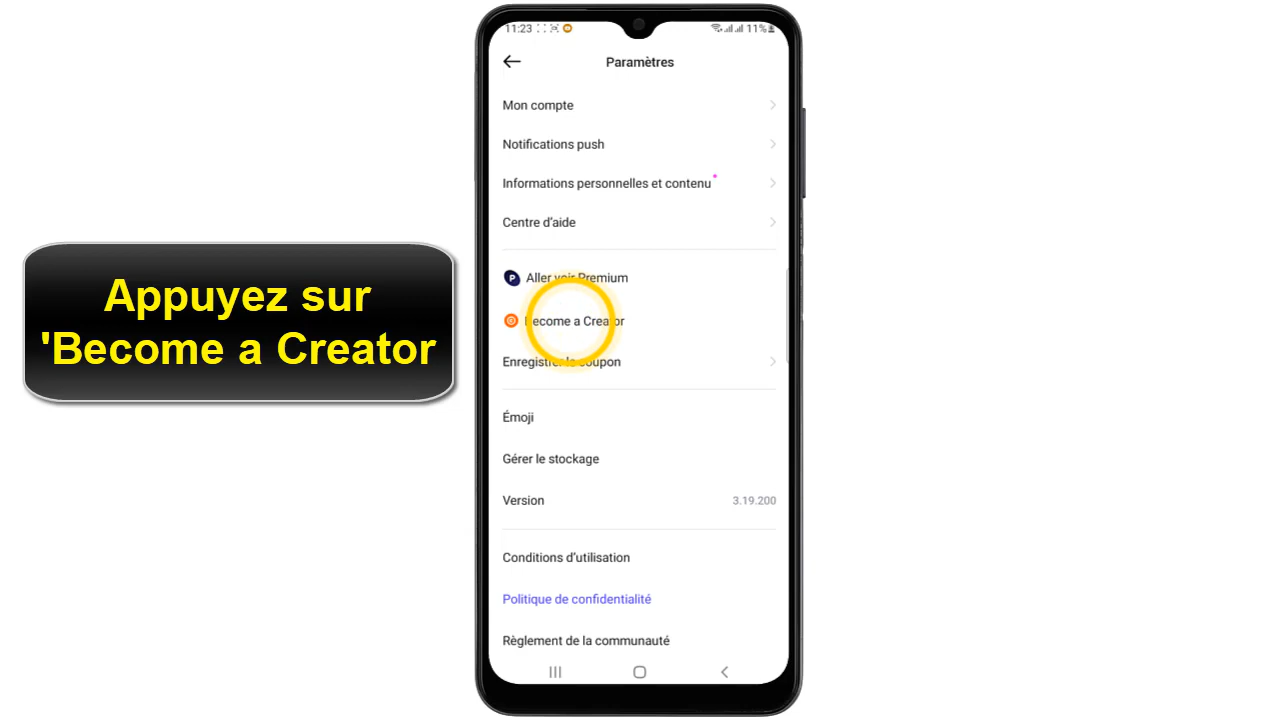 11:23
11%
Paramètres
Mon compte
Notifications push
Informations personnelles et contenu
Centre d'aide
P Aller voir Premium
Become a Creator
Enregistrer le coupon
Émoji
Gérer le stockage
Version 3.19.200
Conditions d'utilisation
Politique de confidentialité
Règlement de la communauté
Appuyez sur
'Become a Creator